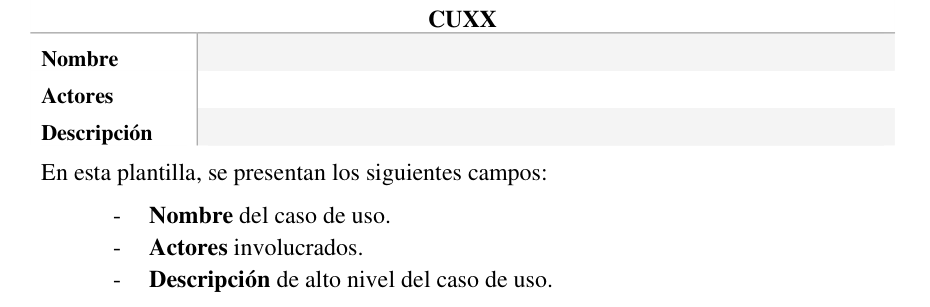 CUXX
Nombre
Actores
Descripción
En esta plantilla, se presentan los siguientes campos:
- Nombre del caso de uso.
- Actores involucrados.
- Descripción de alto nivel del caso de uso.